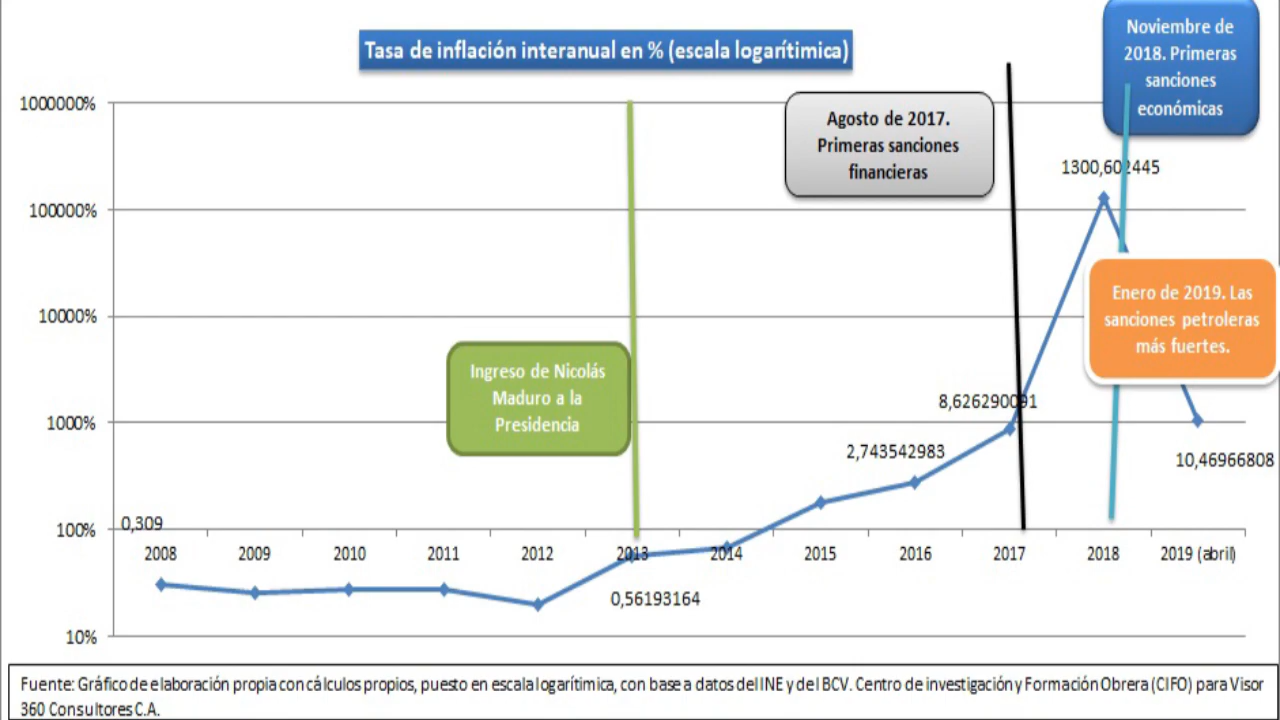 Tasa de inflación interanual en % (escala logarítimica)
Noviembre de
2018. Primeras
sanciones
económicas
Agosto de 2017.
Primeras sanciones
financieras
Ingreso de Nicolás
Maduro a la
Presidencia
Enero de 2019. Las
sanciones petroleras
más fuertes.
1000000%
100000%
10000%
1000%
100%
10%
0,309
0,56193164
2,743542983
8,626290091
1300,602445
10,46966808
2008 2009 2010 2011 2012 2013 2014 2015 2016 2017 2018 2019 (abril)
Fuente: Gráfico de elaboración propia con cálculos propios, puesto en escala logarítimica, con base a datos del INE y del BCV. Centro de investigación y Formación Obrera (CIFO) para Visor
360 Consultores C.A.